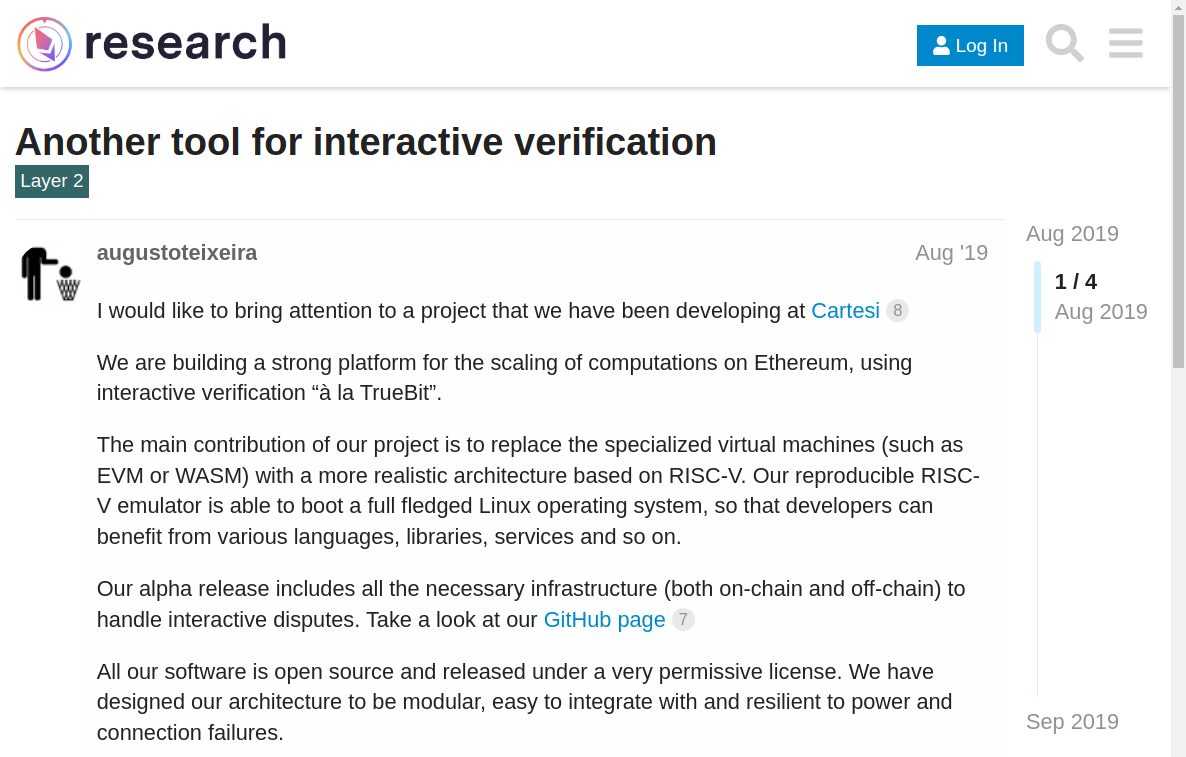 research
Log In
Another tool for interactive verification
Layer 2
augustoteixeira
Aug '19
I would like to bring attention to a project that we have been developing at Cartesi 8
We are building a strong platform for the scaling of computations on Ethereum, using
interactive verification “à la TrueBit”.
The main contribution of our project is to replace the specialized virtual machines (such as
EVM or WASM) with a more realistic architecture based on RISC-V. Our reproducible RISC-
V emulator is able to boot a full fledged Linux operating system, so that developers can
benefit from various languages, libraries, services and so on.
Our alpha release includes all the necessary infrastructure (both on-chain and off-chain) to
handle interactive disputes. Take a look at our GitHub page 7
All our software is open source and released under a very permissive license. We have
designed our architecture to be modular, easy to integrate with and resilient to power and
connection failures.
Aug 2019
1 / 4
Aug 2019
Sep 2019